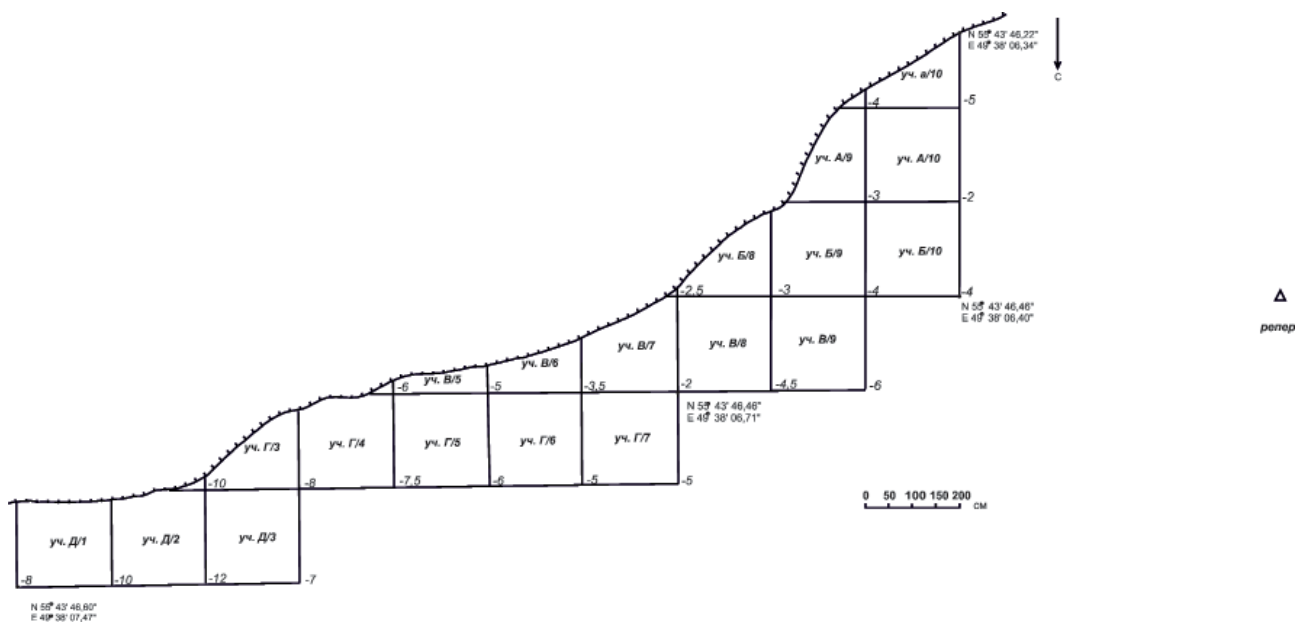 N 55° 43' 46,22"
E 49° 38' 06,34"
С
уч. а/10
-4
-5
уч. А/9
уч. А/10
-3
-2
уч. Б/8
уч. Б/9
уч. Б/10
-2,5
-3
-4
-4
N 55° 43' 46,46"
E 49° 38' 06,40"
репер
уч. В/5
уч. В/6
уч. В/7
уч. В/8
уч. В/9
-6
-5
-3,5
-2
-4,5
-6
N 55° 43' 46,46"
E 49° 38' 06,71"
уч. Г/3
уч. Г/4
уч. Г/5
уч. Г/6
уч. Г/7
-10
-8
-7,5
-6
-5
-5
0 50 100 150 200
см
уч. Д/1
уч. Д/2
уч. Д/3
-8
-10
-12
-7
N 55° 43' 46,60"
E 49° 38' 07,47"